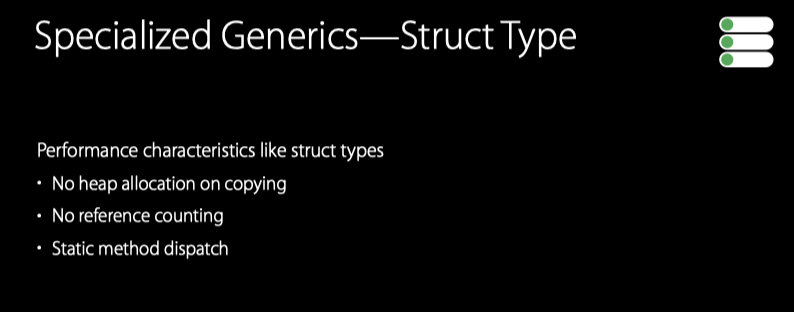 Specialized Generics—Struct Type
Performance characteristics like struct types
• No heap allocation on copying
• No reference counting
• Static method dispatch